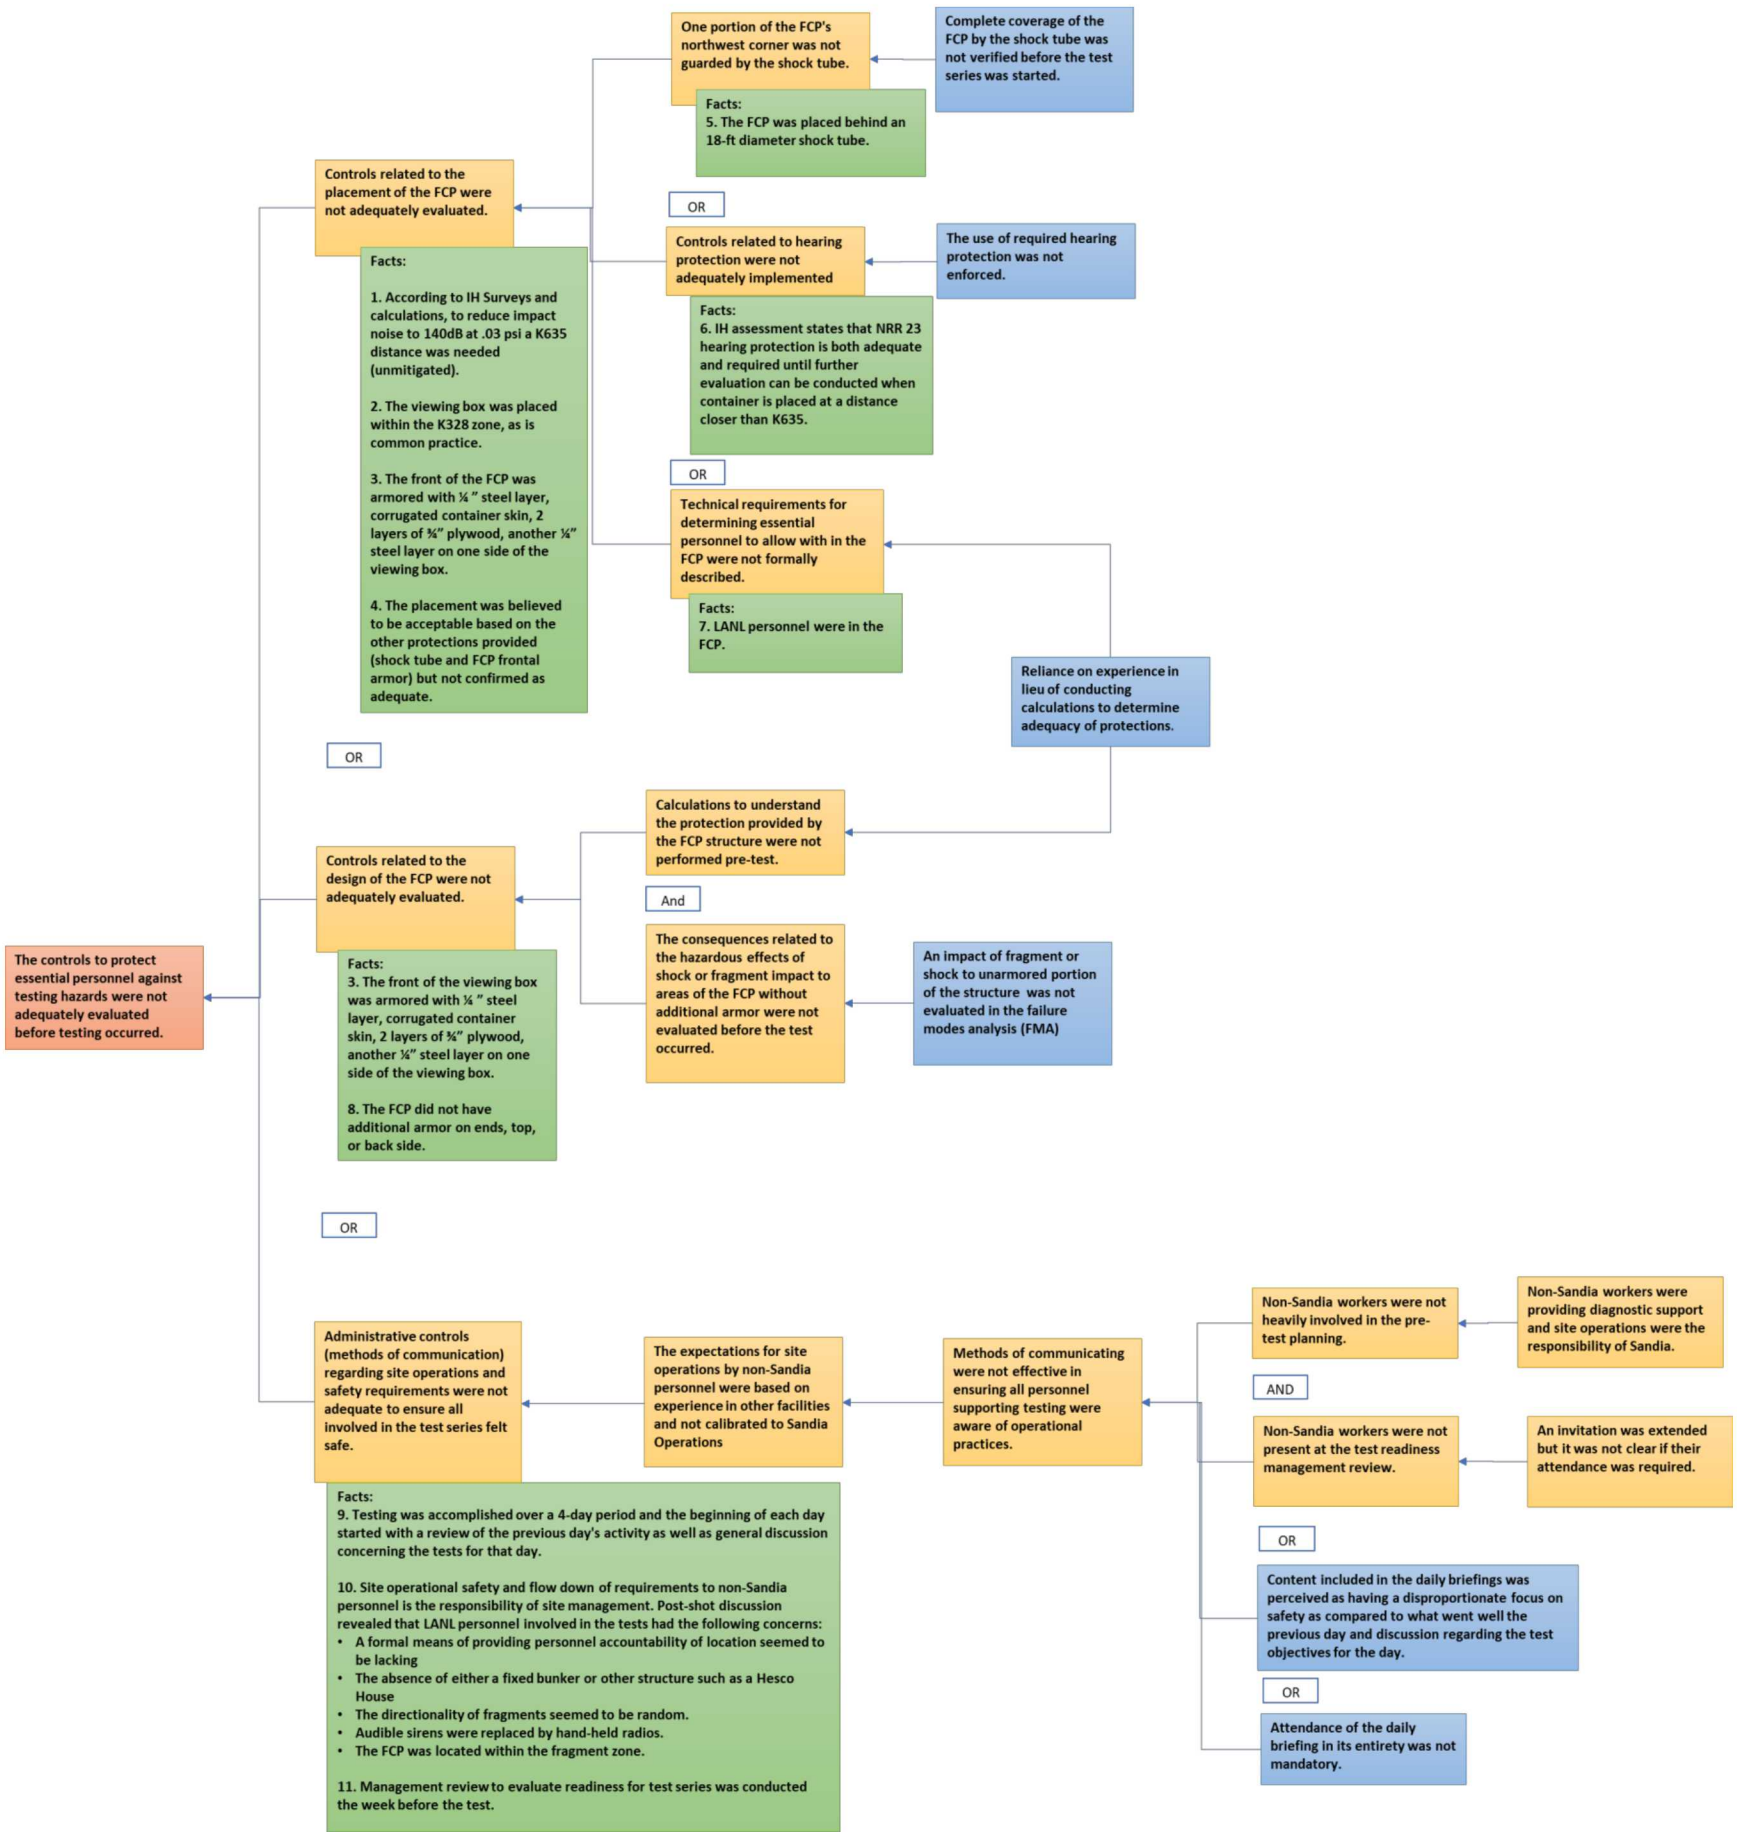 One portion of the FCP's
northwest corner was not
guarded by the shock tube.
Complete coverage of the
FCP by the shock tube was
not verified before the test
series was started.
Facts:
5. The FCP was placed behind an
18-ft diameter shock tube.
Controls related to the
placement of the FCP were
not adequately evaluated.
OR
Controls related to hearing
protection were not
adequately implemented
The use of required hearing
protection was not
enforced.
Facts:
1. According to IH Surveys and
calculations, to reduce impact
noise to 140dB at .03 psi a K635
distance was needed
(unmitigated).
2. The viewing box was placed
within the K328 zone, as is
common practice.
3. The front of the FCP was
armored with ¼ ” steel layer,
corrugated container skin, 2
layers of ¾” plywood, another ¼”
steel layer on one side of the
viewing box.
4. The placement was believed
to be acceptable based on the
other protections provided
(shock tube and FCP frontal
armor) but not confirmed as
adequate.
Facts:
6. IH assessment states that NRR 23
hearing protection is both adequate
and required until further
evaluation can be conducted when
container is placed at a distance
closer than K635.
OR
Technical requirements for
determining essential
personnel to allow with in the
FCP were not formally
described.
Facts:
7. LANL personnel were in the
FCP.
Reliance on experience in
lieu of conducting
calculations to determine
adequacy of protections.
OR
Calculations to understand
the protection provided by
the FCP structure were not
performed pre-test.
Controls related to the
design of the FCP were not
adequately evaluated.
And
The consequences related to
the hazardous effects of
shock or fragment impact to
areas of the FCP without
additional armor were not
evaluated before the test
occurred.
An impact of fragment or
shock to unarmored portion
of the structure was not
evaluated in the failure
modes analysis (FMA)
The controls to protect
essential personnel against
testing hazards were not
adequately evaluated
before testing occurred.
Facts:
3. The front of the viewing box
was armored with ¼ ” steel
layer, corrugated container
skin, 2 layers of ¾” plywood,
another ¼” steel layer on one
side of the viewing box.
8. The FCP did not have
additional armor on ends, top,
or back side.
OR
Administrative controls
(methods of communication)
regarding site operations and
safety requirements were not
adequate to ensure all
involved in the test series felt
safe.
The expectations for site
operations by non-Sandia
personnel were based on
experience in other facilities
and not calibrated to Sandia
Operations
Methods of communicating
were not effective in
ensuring all personnel
supporting testing were
aware of operational
practices.
Non-Sandia workers were not
heavily involved in the pre-
test planning.
Non-Sandia workers were
providing diagnostic support
and site operations were the
responsibility of Sandia.
AND
Non-Sandia workers were not
present at the test readiness
management review.
An invitation was extended
but it was not clear if their
attendance was required.
OR
Content included in the daily briefings was
perceived as having a disproportionate focus on
safety as compared to what went well the
previous day and discussion regarding the test
objectives for the day.
OR
Attendance of the daily
briefing in its entirety was not
mandatory.
Facts:
9. Testing was accomplished over a 4-day period and the beginning of each day
started with a review of the previous day's activity as well as general discussion
concerning the tests for that day.
10. Site operational safety and flow down of requirements to non-Sandia
personnel is the responsibility of site management. Post-shot discussion
revealed that LANL personnel involved in the tests had the following concerns:
• A formal means of providing personnel accountability of location seemed to
be lacking
• The absence of either a fixed bunker or other structure such as a Hesco
House
• The directionality of fragments seemed to be random.
• Audible sirens were replaced by hand-held radios.
• The FCP was located within the fragment zone.
11. Management review to evaluate readiness for test series was conducted
the week before the test.